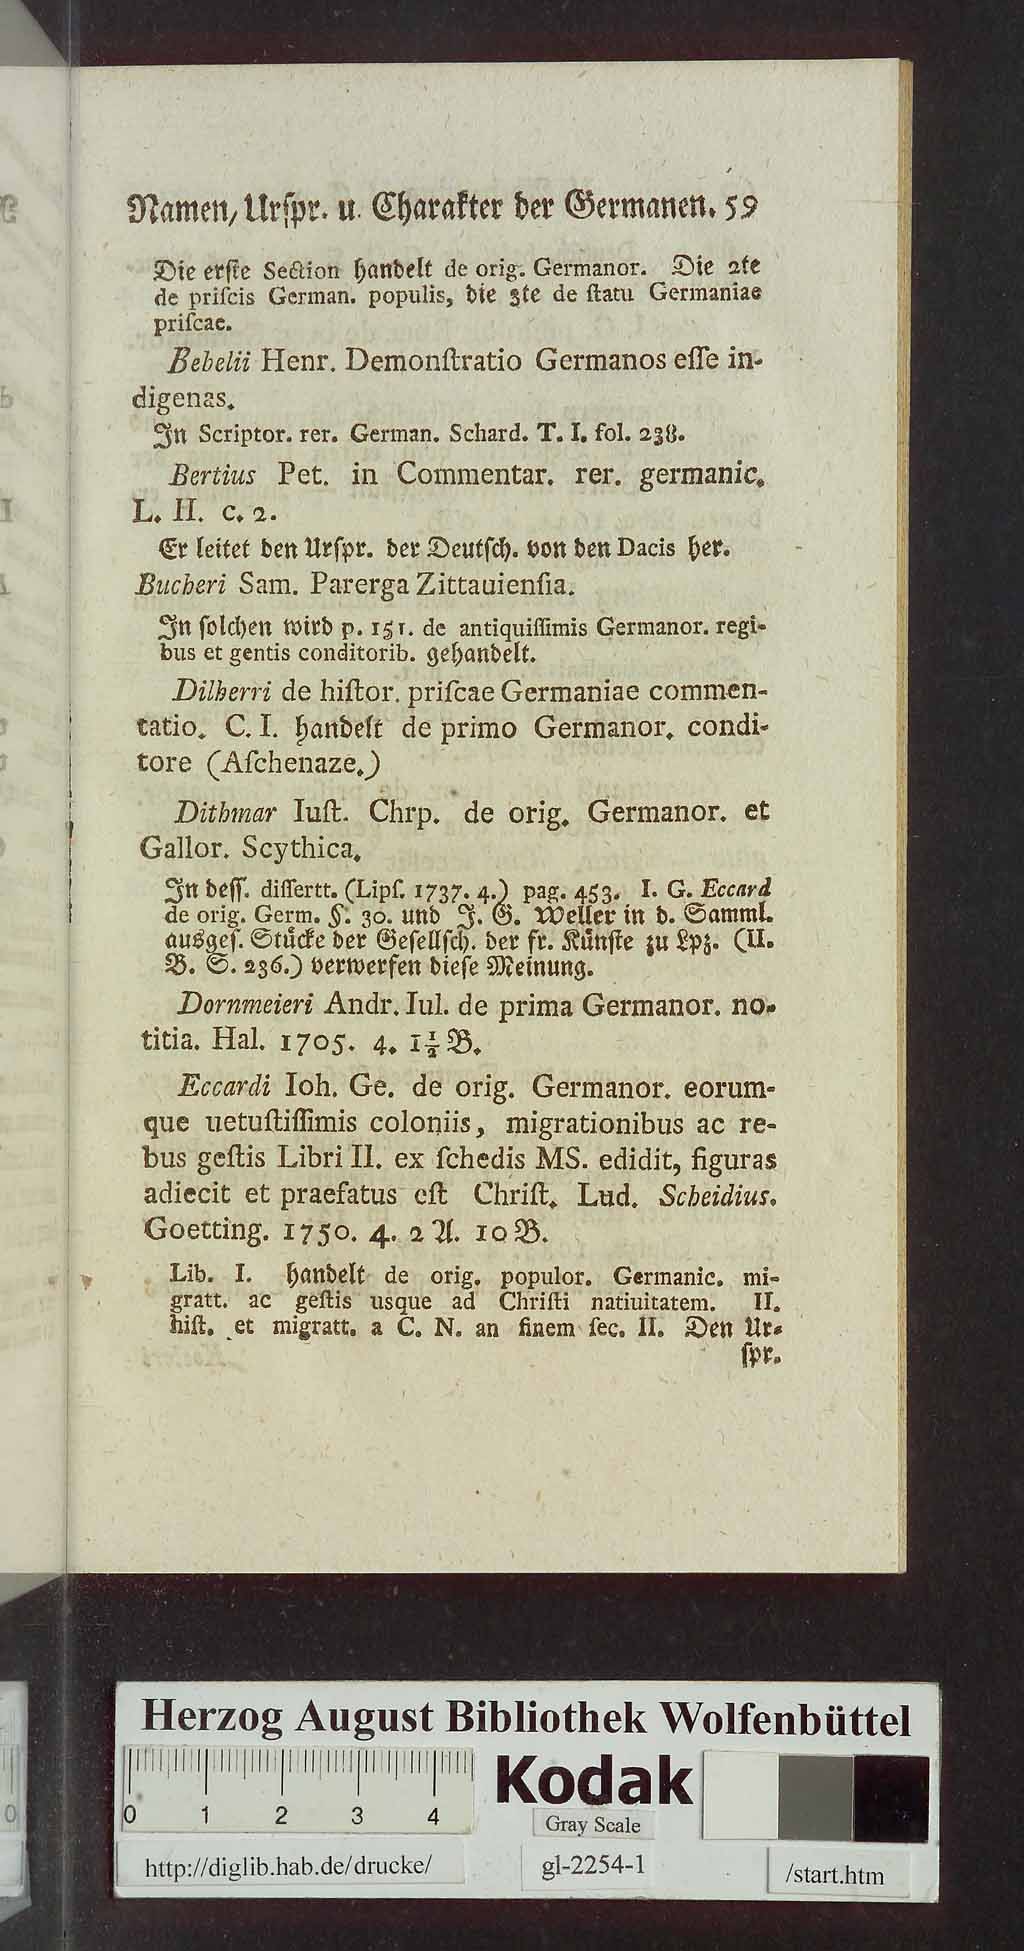 Namen, Urſpr. u. Charakter der Germanen. 59
Die erſte Section handelt de orig. Germanor. Die 2te
de priſcis German. populis, die 3te de ſtatu Germaniae
priſcae.
Bebelii Henr. Demonſtratio Germanos eſſe in-
digenas.
In Scriptor. rer. German. Schard. T. I. fol. 238.
Bertius Pet. in Commentar. rer. germanic.
L. II. c. 2.
Er leitet den Urſpr. der Deutſch. von den Dacis her.
Bucheri Sam. Parerga Zittauienſia.
In ſolchen wird p. 151. de antiquiſſimis Germanor. regi-
bus et gentis conditorib. gehandelt.
Dilherri de hiſtor. priſcae Germaniae commen-
tatio. C. I. handelt de primo Germanor. condi-
tore (Aſchenaze.)
Dithmar Iuſt. Chrp. de orig. Germanor. et
Gallor. Scythica.
In deſſ. diſſertt. (Lipſ. 1737. 4.) pag. 453. I. G. Eccard
de orig. Germ. §. 30. und J. G. Weller in d. Samml.
ausgeſ. Stücke der Geſellſch. der fr. Künſte zu Lpz. (II.
B. S. 236.) verwerfen dieſe Meinung.
Dornmeieri Andr. Iul. de prima Germanor. no-
titia. Hal. 1705. 4. 1½ B.
Eccardi Ioh. Ge. de orig. Germanor. eorum-
que uetuſtiſſimis coloniis, migrationibus ac re-
bus geſtis Libri II. ex ſchedis MS. edidit, figuras
adiecit et praefatus eſt Chriſt. Lud. Scheidius.
Goetting. 1750. 4. 2 A. 10 B.
Lib. I. handelt de orig. populor. Germanic. mi-
gratt. ac geſtis usque ad Chriſti natiuitatem. II.
hiſt. et migratt. a C. N. an finem ſec. II. Den Ur-
ſpr.
Herzog August Bibliothek Wolfenbüttel
0 1 2 3 4
Kodak
Gray Scale
http://diglib.hab.de/drucke/
gl-2254-1
/start.htm